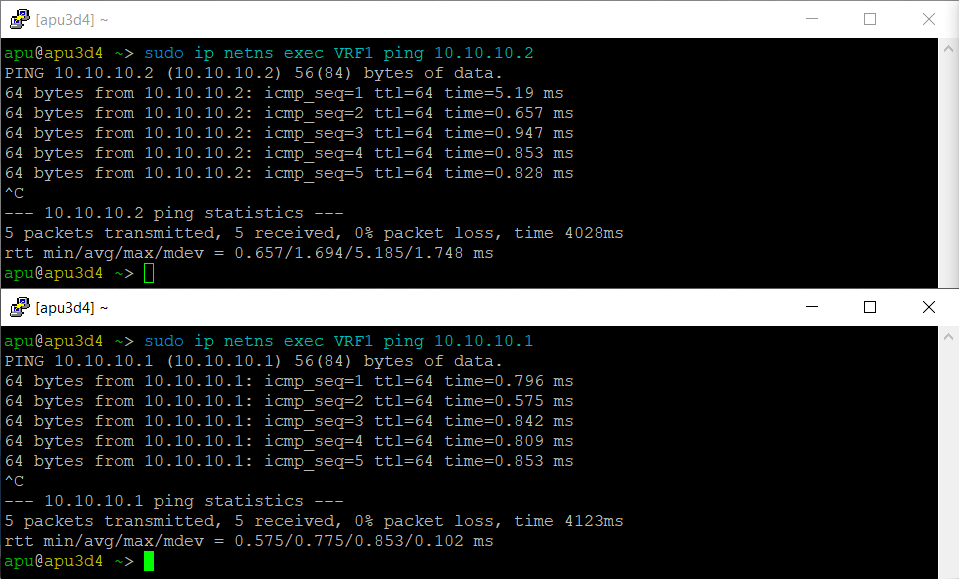 [apu3d4] ~
apu@apu3d4 ~> sudo ip netns exec VRF1 ping 10.10.10.2
PING 10.10.10.2 (10.10.10.2) 56(84) bytes of data.
64 bytes from 10.10.10.2: icmp_seq=1 ttl=64 time=5.19 ms
64 bytes from 10.10.10.2: icmp_seq=2 ttl=64 time=0.657 ms
64 bytes from 10.10.10.2: icmp_seq=3 ttl=64 time=0.947 ms
64 bytes from 10.10.10.2: icmp_seq=4 ttl=64 time=0.853 ms
64 bytes from 10.10.10.2: icmp_seq=5 ttl=64 time=0.828 ms
^C
--- 10.10.10.2 ping statistics ---
5 packets transmitted, 5 received, 0% packet loss, time 4028ms
rtt min/avg/max/mdev = 0.657/1.694/5.185/1.748 ms
apu@apu3d4 ~>
[apu3d4] ~
apu@apu3d4 ~> sudo ip netns exec VRF1 ping 10.10.10.1
PING 10.10.10.1 (10.10.10.1) 56(84) bytes of data.
64 bytes from 10.10.10.1: icmp_seq=1 ttl=64 time=0.796 ms
64 bytes from 10.10.10.1: icmp_seq=2 ttl=64 time=0.575 ms
64 bytes from 10.10.10.1: icmp_seq=3 ttl=64 time=0.842 ms
64 bytes from 10.10.10.1: icmp_seq=4 ttl=64 time=0.809 ms
64 bytes from 10.10.10.1: icmp_seq=5 ttl=64 time=0.853 ms
^C
--- 10.10.10.1 ping statistics ---
5 packets transmitted, 5 received, 0% packet loss, time 4123ms
rtt min/avg/max/mdev = 0.575/0.775/0.853/0.102 ms
apu@apu3d4 ~>